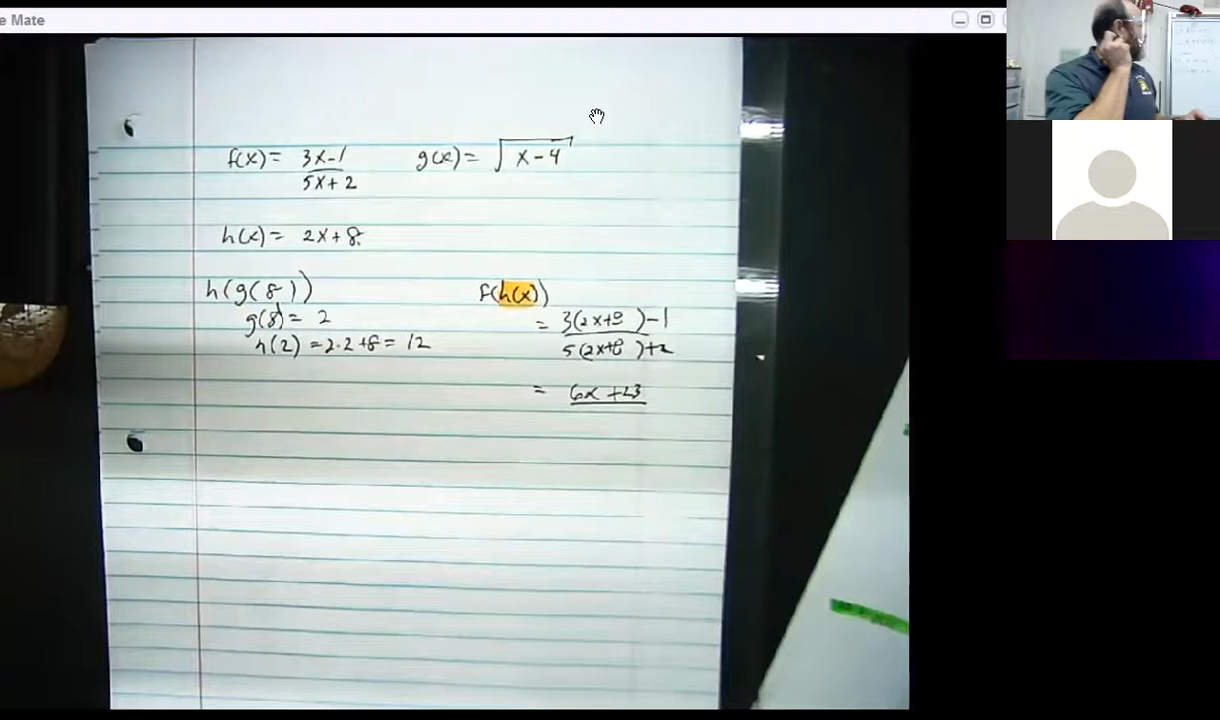 e Mate
f(x) = 3x-1 / 5x+2 g(x) = √x-4
h(x) = 2x+8
h(g(8)) f(h(x))
g(8) = 2 = 3(2x+8)-1 / 5(2x+8)+2
h(2) = 2·2+8 = 12
= 6x+23